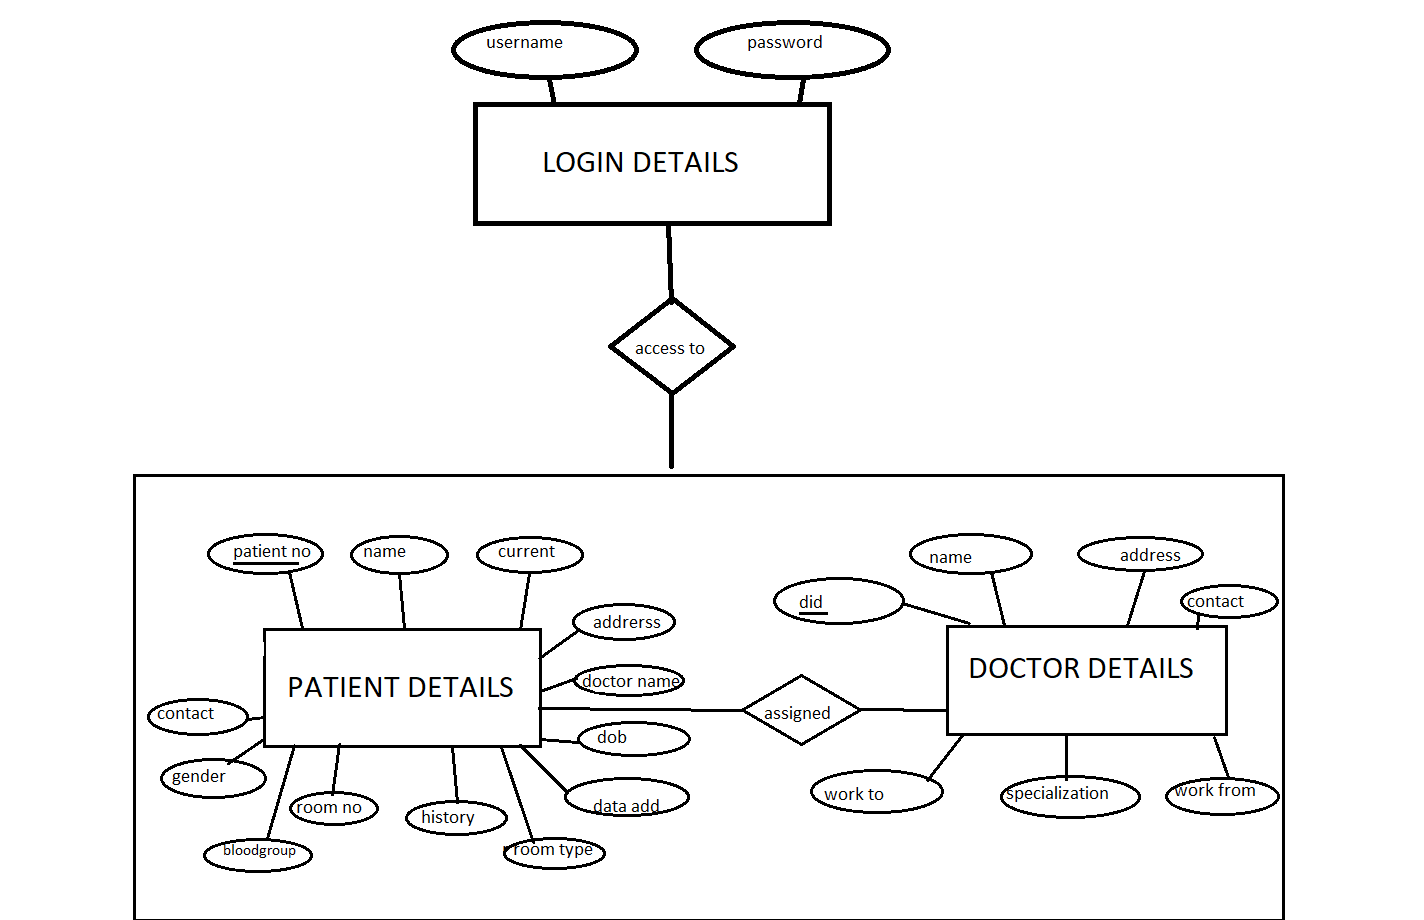 username
password
LOGIN DETAILS
access to
patient no
name
current
name
address
did
contact
addrerss
PATIENT DETAILS
doctor name
DOCTOR DETAILS
contact
assigned
dob
gender
room no
history
data add
work to
specialization
work from
bloodgroup
room type